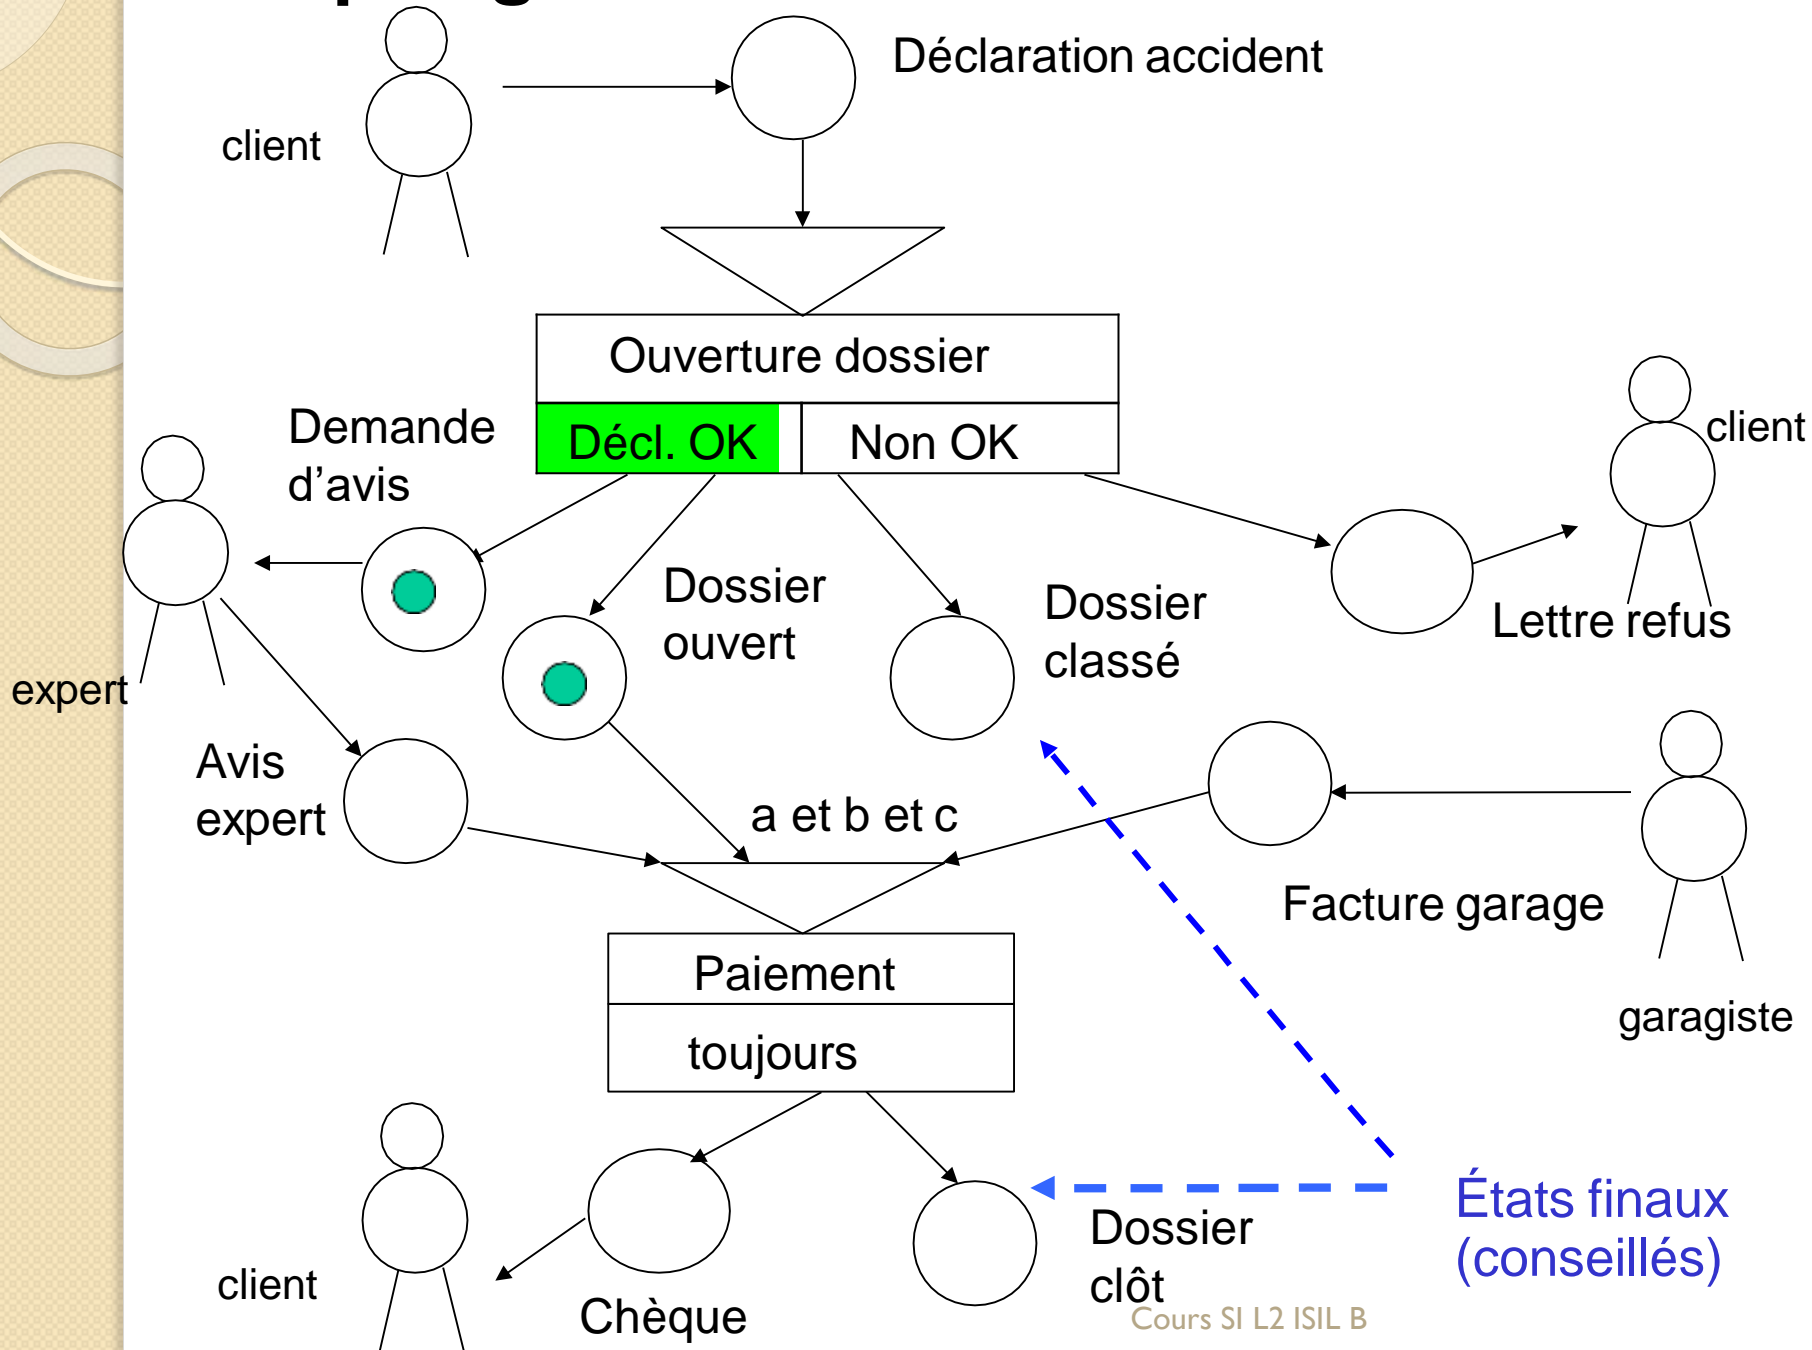 Déclaration accident
client
Ouverture dossier
Décl. OK
Non OK
Demande
d'avis
client
Dossier
ouvert
Dossier
classé
Lettre refus
expert
Avis
expert
a et b et c
Facture garage
Paiement
toujours
garagiste
États finaux
(conseillés)
Dossier
clôt
client
Chèque
Cours SI L2 ISIL B